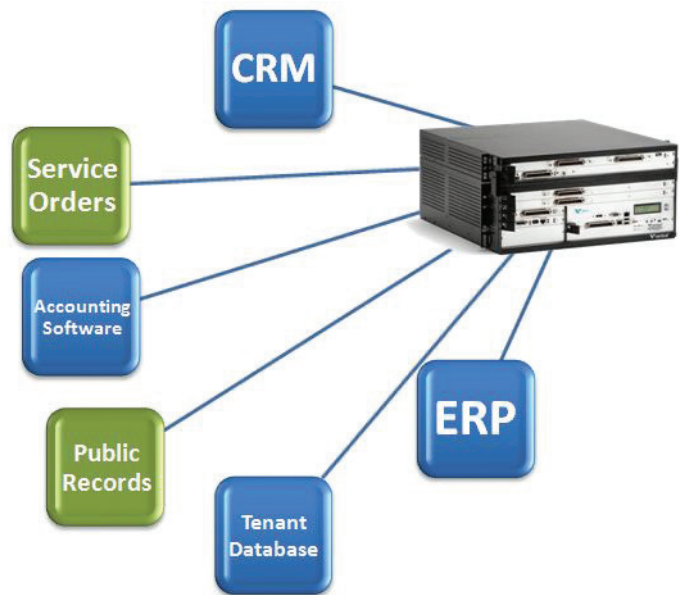 CRM
Service
Orders
Accounting
Software
Public
Records
Tenant
Database
ERP